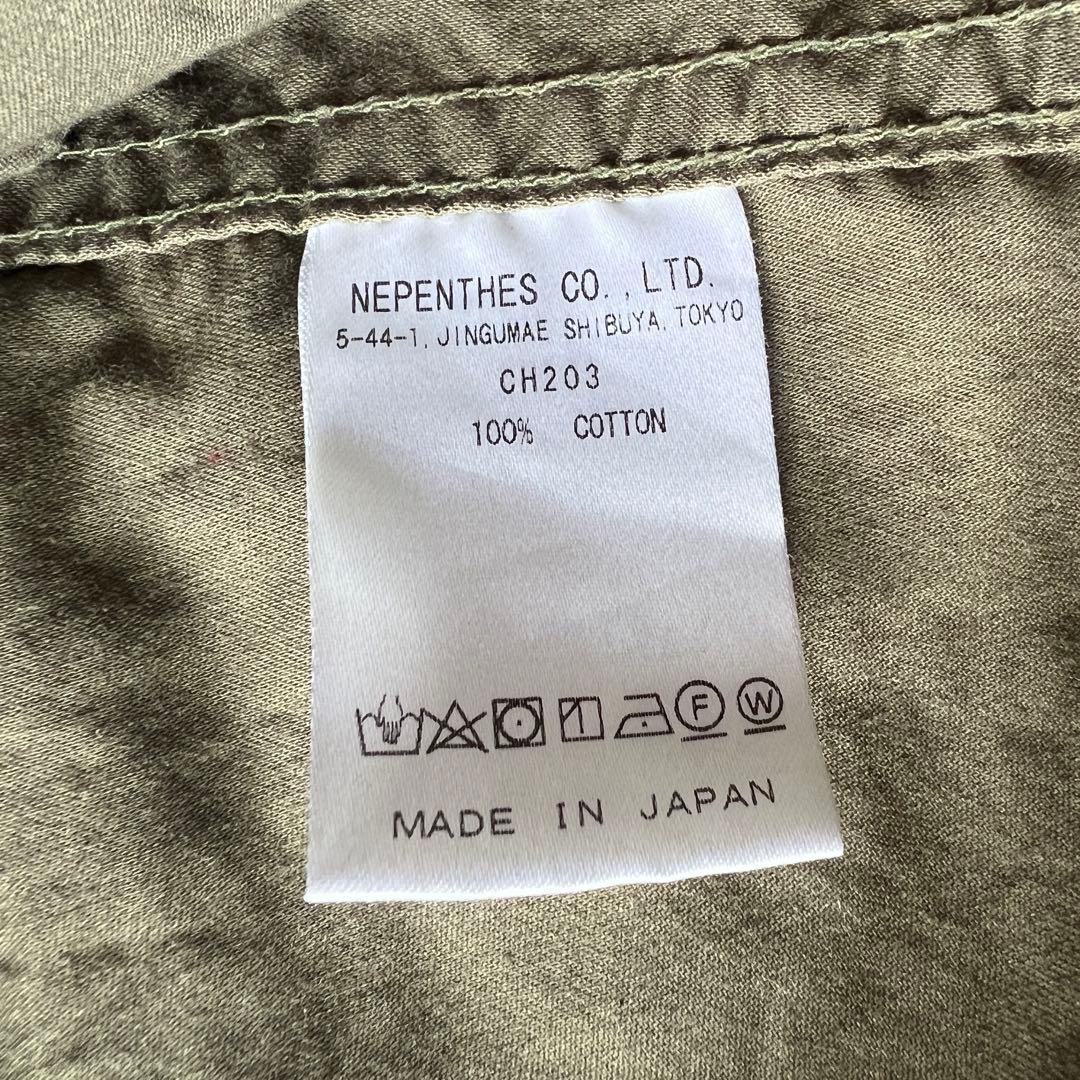 NEPENTHES CO., LTD.
5-44-1, JINGUMAE SHIBUYA, TOKYO
CH203
100% COTTON
F W
MADE IN JAPAN